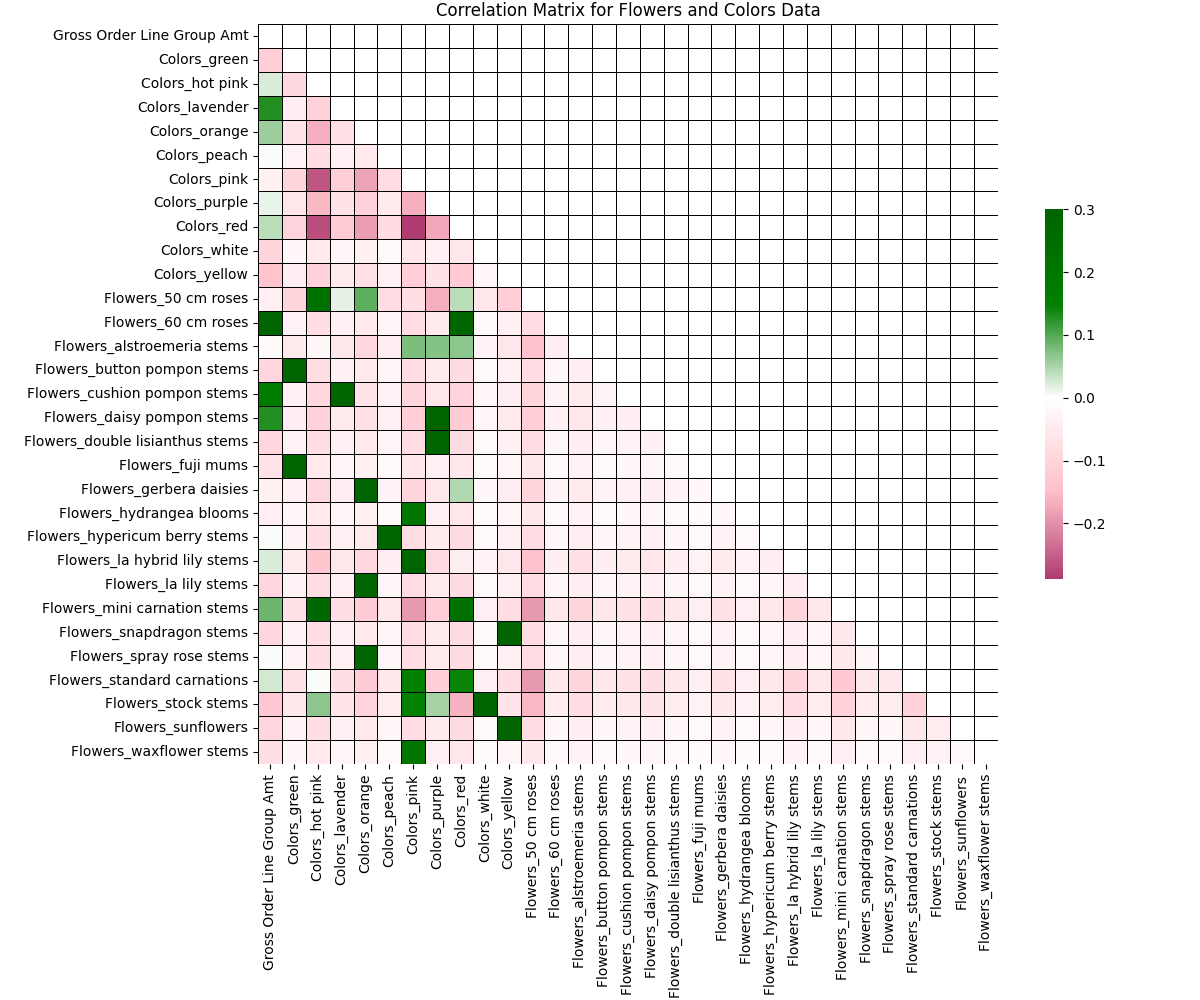 Correlation Matrix for Flowers and Colors Data
Gross Order Line Group Amt
Colors_green
Colors_hot pink
Colors_lavender
Colors_orange
Colors_peach
Colors_pink
Colors_purple
Colors_red
Colors_white
Colors_yellow
Flowers_50 cm roses
Flowers_60 cm roses
Flowers_alstroemeria stems
Flowers_button pompon stems
Flowers_cushion pompon stems
Flowers_daisy pompon stems
Flowers_double lisianthus stems
Flowers_fuji mums
Flowers_gerbera daisies
Flowers_hydrangea blooms
Flowers_hypericum berry stems
Flowers_la hybrid lily stems
Flowers_la lily stems
Flowers_mini carnation stems
Flowers_snapdragon stems
Flowers_spray rose stems
Flowers_standard carnations
Flowers_stock stems
Flowers_sunflowers
Flowers_waxflower stems
Gross Order Line Group Amt
Colors_green
Colors_hot pink
Colors_lavender
Colors_orange
Colors_peach
Colors_pink
Colors_purple
Colors_red
Colors_white
Colors_yellow
Flowers_50 cm roses
Flowers_60 cm roses
Flowers_alstroemeria stems
Flowers_button pompon stems
Flowers_cushion pompon stems
Flowers_daisy pompon stems
Flowers_double lisianthus stems
Flowers_fuji mums
Flowers_gerbera daisies
Flowers_hydrangea blooms
Flowers_hypericum berry stems
Flowers_la hybrid lily stems
Flowers_la lily stems
Flowers_mini carnation stems
Flowers_snapdragon stems
Flowers_spray rose stems
Flowers_standard carnations
Flowers_stock stems
Flowers_sunflowers
Flowers_waxflower stems
0.3
0.2
0.1
0.0
−0.1
−0.2